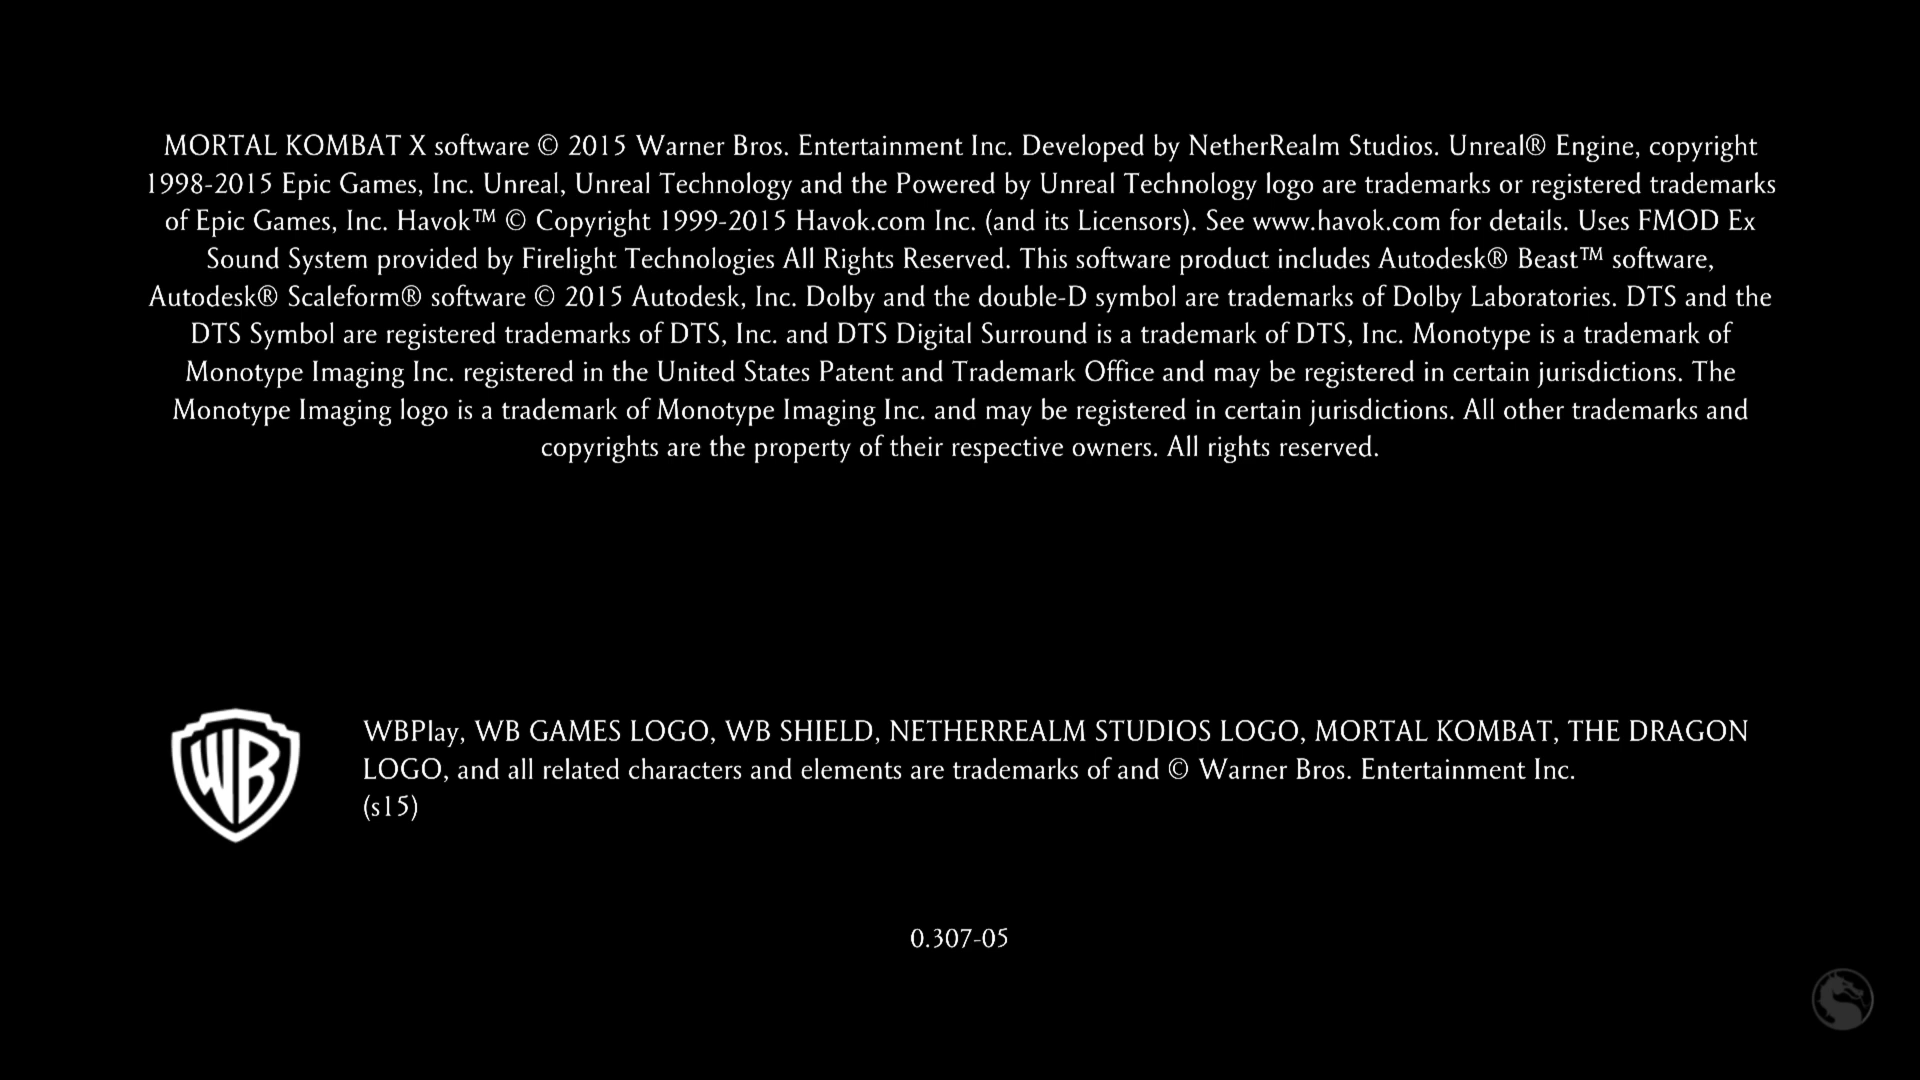 MORTAL KOMBAT X software © 2015 Warner Bros. Entertainment Inc. Developed by NetherRealm Studios. Unreal® Engine, copyright
1998-2015 Epic Games, Inc. Unreal, Unreal Technology and the Powered by Unreal Technology logo are trademarks or registered trademarks
of Epic Games, Inc. Havok™ © Copyright 1999-2015 Havok.com Inc. (and its Licensors). See www.havok.com for details. Uses FMOD Ex
Sound System provided by Firelight Technologies All Rights Reserved. This software product includes Autodesk® Beast™ software,
Autodesk® Scaleform® software © 2015 Autodesk, Inc. Dolby and the double-D symbol are trademarks of Dolby Laboratories. DTS and the
DTS Symbol are registered trademarks of DTS, Inc. and DTS Digital Surround is a trademark of DTS, Inc. Monotype is a trademark of
Monotype Imaging Inc. registered in the United States Patent and Trademark Office and may be registered in certain jurisdictions. The
Monotype Imaging logo is a trademark of Monotype Imaging Inc. and may be registered in certain jurisdictions. All other trademarks and
copyrights are the property of their respective owners. All rights reserved.
WB
WBPlay, WB GAMES LOGO, WB SHIELD, NETHERREALM STUDIOS LOGO, MORTAL KOMBAT, THE DRAGON
LOGO, and all related characters and elements are trademarks of and © Warner Bros. Entertainment Inc.
(s15)
0.307-05